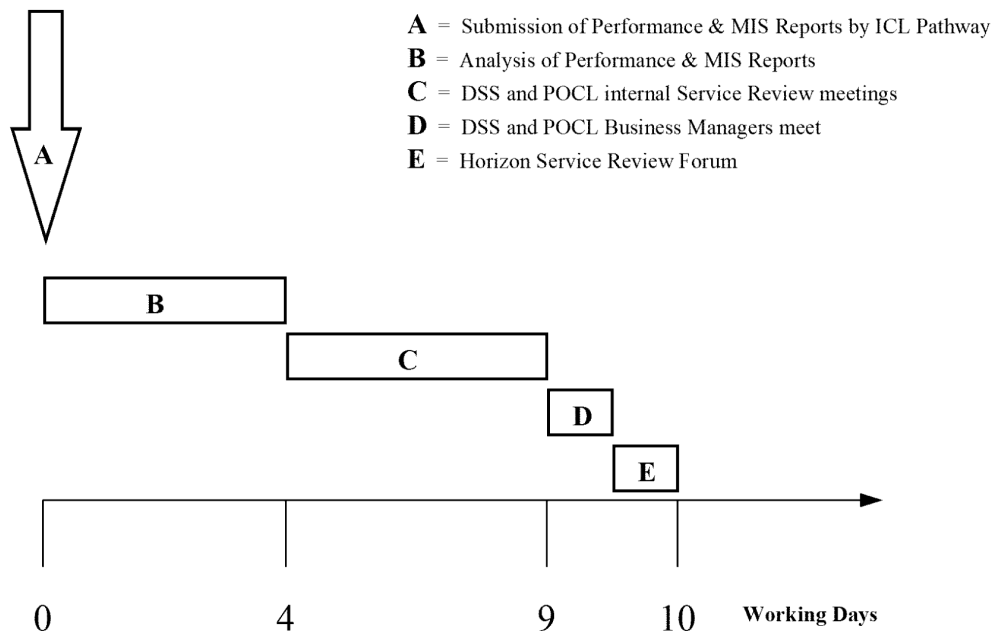 A = Submission of Performance & MIS Reports by ICL Pathway
B = Analysis of Performance & MIS Reports
C = DSS and POCL internal Service Review meetings
D = DSS and POCL Business Managers meet
E = Horizon Service Review Forum
A
B
C
D
E
0 4 9 10 Working Days